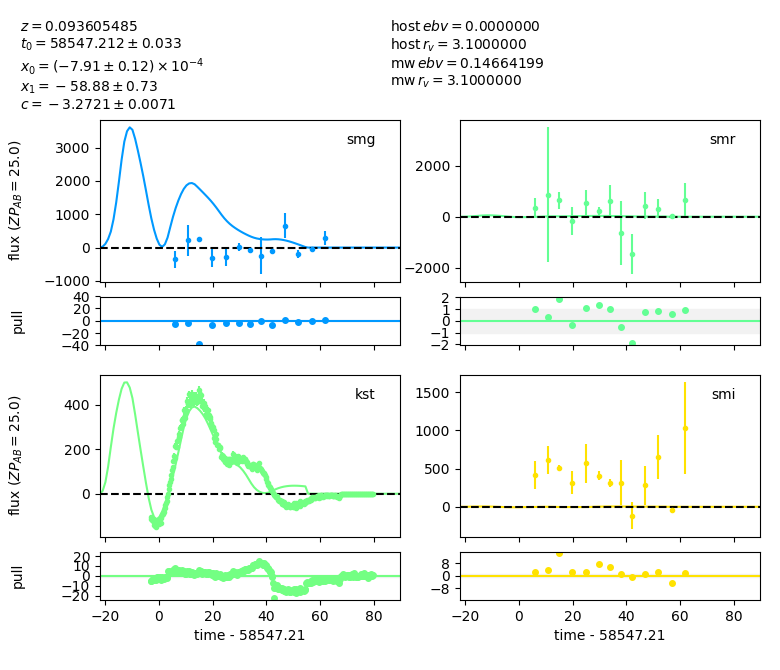 z = 0.093605485
t0 = 58547.212 ± 0.033
x0 = (−7.91 ± 0.12) × 10^−4
x1 = −58.88 ± 0.73
c = −3.2721 ± 0.0071
host ebv = 0.0000000
host r_v = 3.1000000
mw ebv = 0.14664199
mw r_v = 3.1000000
smg
flux (ZP_AB = 25.0)
3000
2000
1000
0
−1000
smr
2000
0
−2000
pull
40
20
0
−20
−40
2
1
0
−1
−2
kst
flux (ZP_AB = 25.0)
400
200
0
smi
1500
1000
500
0
pull
20
10
0
−10
−20
8
0
−8
−20 0 20 40 60 80
−20 0 20 40 60 80
time - 58547.21
time - 58547.21